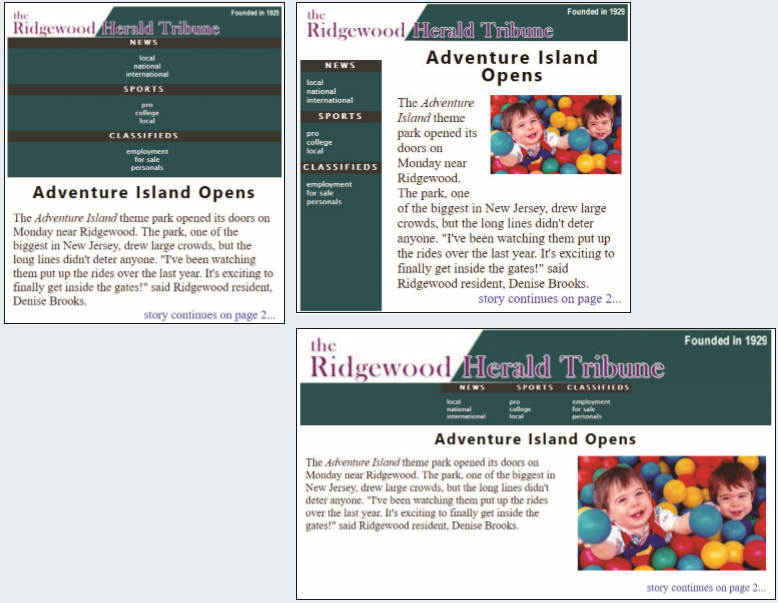 the
Founded in 1929
Ridgewood Herald Tribune
NEWS
local
national
international
SPORTS
pro
college
local
CLASSIFIEDS
employment
for sale
personals
Adventure Island Opens
The Adventure Island theme park opened its doors on
Monday near Ridgewood. The park, one of the
biggest in New Jersey, drew large crowds, but the
long lines didn't deter anyone. "I've been watching
them put up the rides over the last year. It's exciting to
finally get inside the gates!" said Ridgewood resident,
Denise Brooks.
story continues on page 2...
the
Founded in 1929
Ridgewood Herald Tribune
NEWS
local
national
international
SPORTS
pro
college
local
CLASSIFIEDS
employment
for sale
personals
Adventure Island
Opens
The Adventure
Island theme
park opened its
doors on
Monday near
Ridgewood.
The park, one
of the biggest in New Jersey, drew large
crowds, but the long lines didn't deter
anyone. "I've been watching them put up
the rides over the last year. It's exciting to
finally get inside the gates!" said
Ridgewood resident, Denise Brooks.
story continues on page 2...
the
Founded in 1929
Ridgewood Herald Tribune
NEWS SPORTS CLASSIFIEDS
local pro employment
national college for sale
international local personals
Adventure Island Opens
The Adventure Island theme park opened its doors on
Monday near Ridgewood. The park, one of the biggest in
New Jersey, drew large crowds, but the long lines didn't
deter anyone. "I've been watching them put up the rides
over the last year. It's exciting to finally get inside the
gates!" said Ridgewood resident, Denise Brooks.
story continues on page 2...